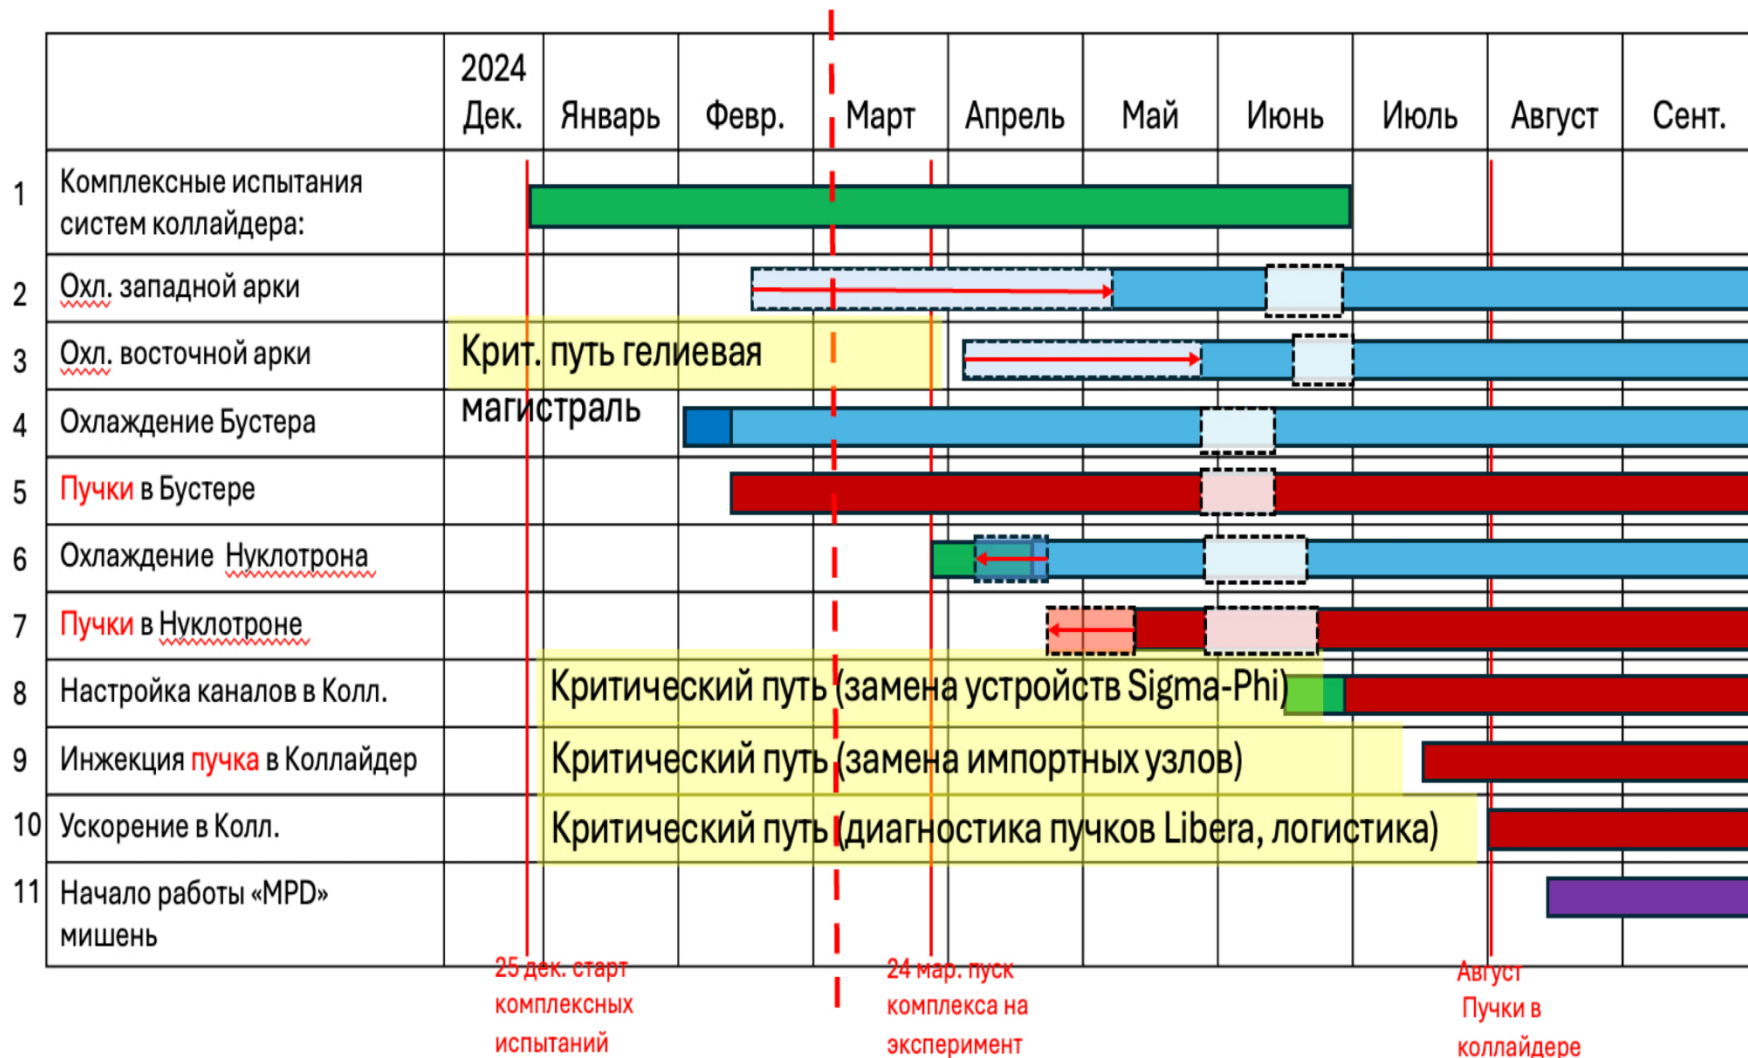 2024
Дек.
Январь
Февр.
Март
Апрель
Май
Июнь
Июль
Август
Сент.
1
Комплексные испытания
систем коллайдера:
2
Охл. западной арки
3
Охл. восточной арки
Крит. путь гелиевая
магистраль
4
Охлаждение Бустера
5
Пучки в Бустере
6
Охлаждение Нуклотрона
7
Пучки в Нуклотроне
8
Настройка каналов в Колл.
Критический путь (замена устройств Sigma-Phi)
9
Инжекция пучка в Коллайдер
Критический путь (замена импортных узлов)
10
Ускорение в Колл.
Критический путь (диагностика пучков Libera, логистика)
11
Начало работы «MPD»
мишень
25 дек. старт
комплексных
испытаний
24 мар. пуск
комплекса на
эксперимент
Август
Пучки в
коллайдере